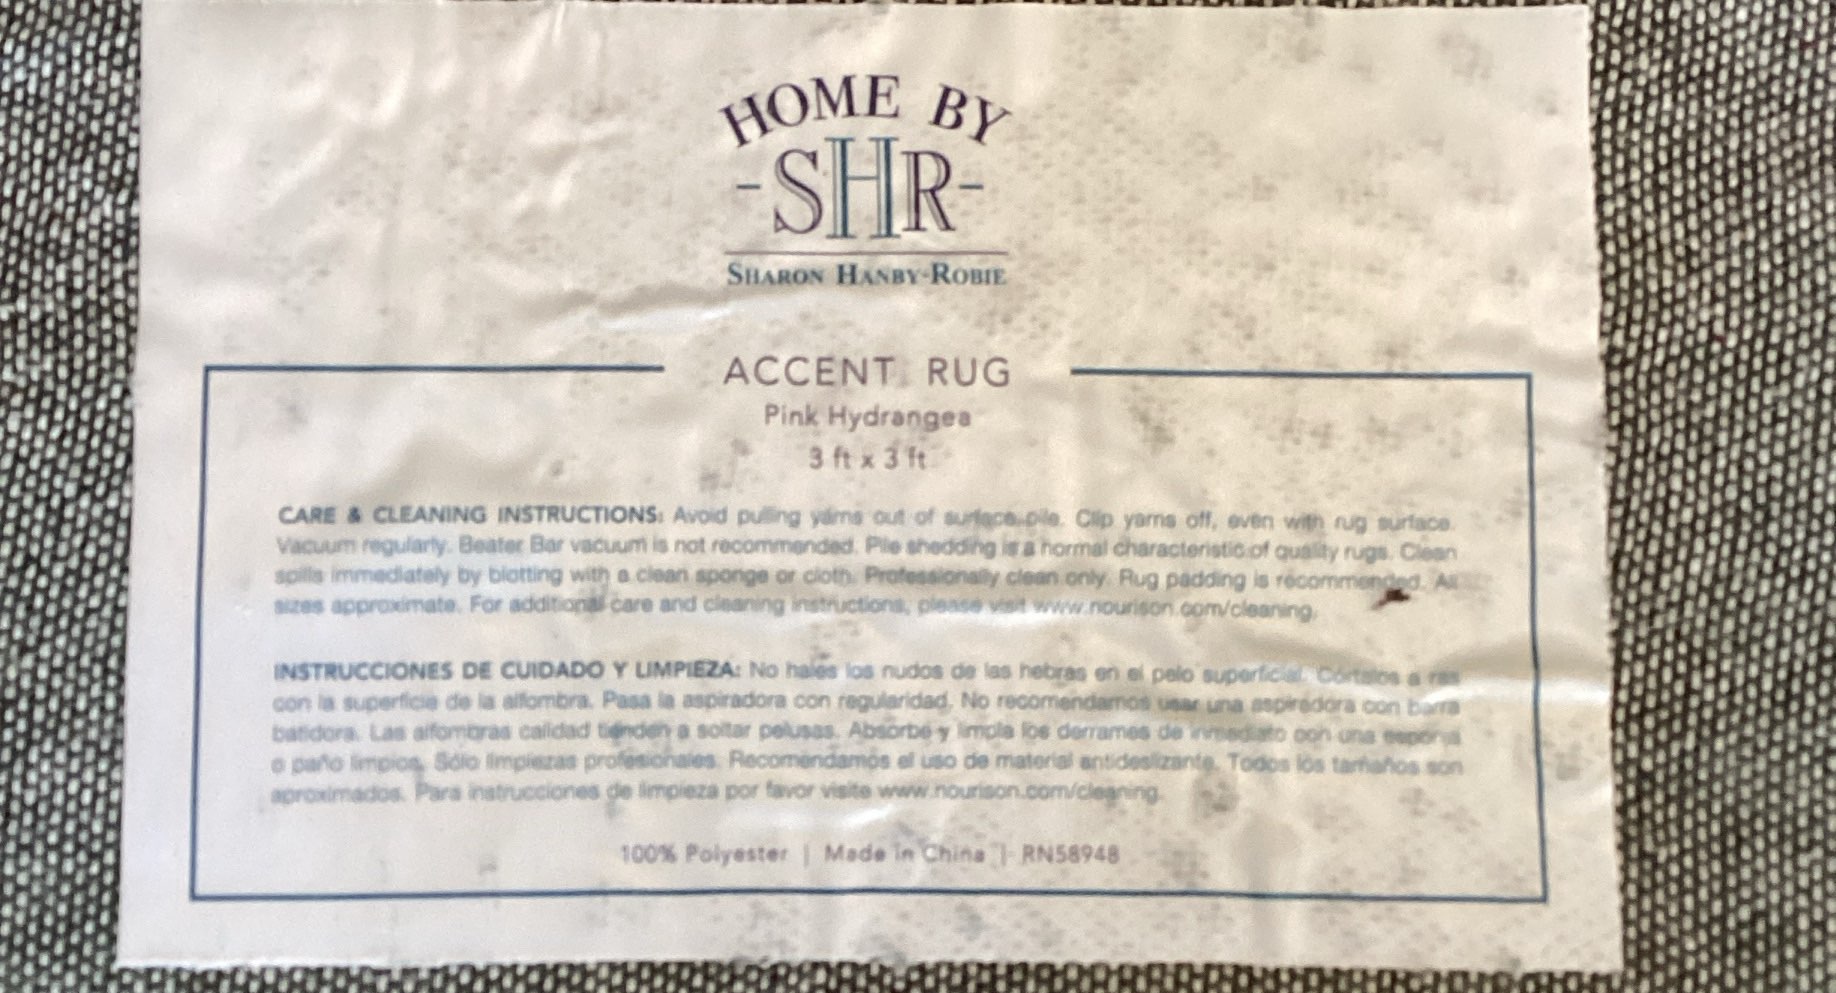 HOME BY
-SHR-
SHARON HANBY-ROBIE
ACCENT RUG
Pink Hydrangea
3 ft x 3 ft
CARE & CLEANING INSTRUCTIONS: Avoid pulling yarns out of surface pile. Clip yarns off, even with rug surface.
Vacuum regularly. Beater Bar vacuum is not recommended. Pile shedding is a normal characteristic of quality rugs. Clean
spills immediately by blotting with a clean sponge or cloth. Professionally clean only. Rug padding is recommended. All
sizes approximate. For additional care and cleaning instructions, please visit www.nourison.com/cleaning.
INSTRUCCIONES DE CUIDADO Y LIMPIEZA: No hales los nudos de las hebras en el pelo superficial. Córtalos a ras
con la superficie de la alfombra. Pasa la aspiradora con regularidad. No recomendamos usar una aspiradora con barra
batidora. Las alfombras calidad tienden a soltar pelusas. Absorbe y limpia los derrames de inmediato con una esponja
o paño limpios. Sólo limpiezas profesionales. Recomendamos el uso de material antideslizante. Todos los tamaños son
aproximados. Para instrucciones de limpieza por favor visite www.nourison.com/cleaning.
100% Polyester | Made in China | RN58948